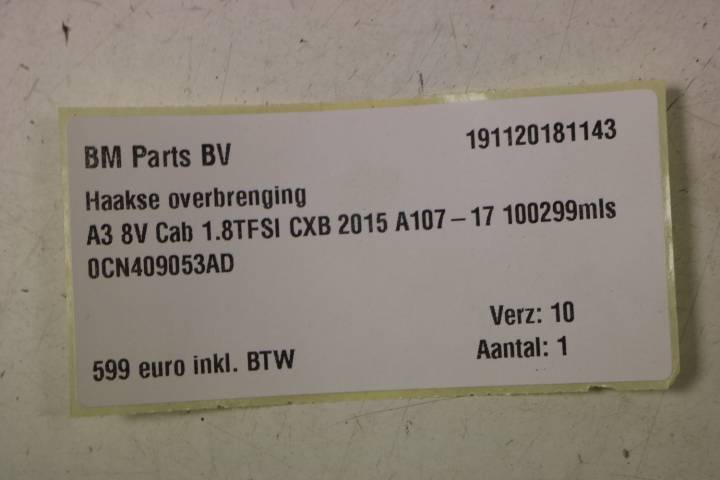 BM Parts BV
191120181143
Haakse overbrenging
A3 8V Cab 1.8TFSI CXB 2015 A107-17 100299mls
0CN409053AD
Verz: 10
599 euro inkl. BTW
Aantal: 1